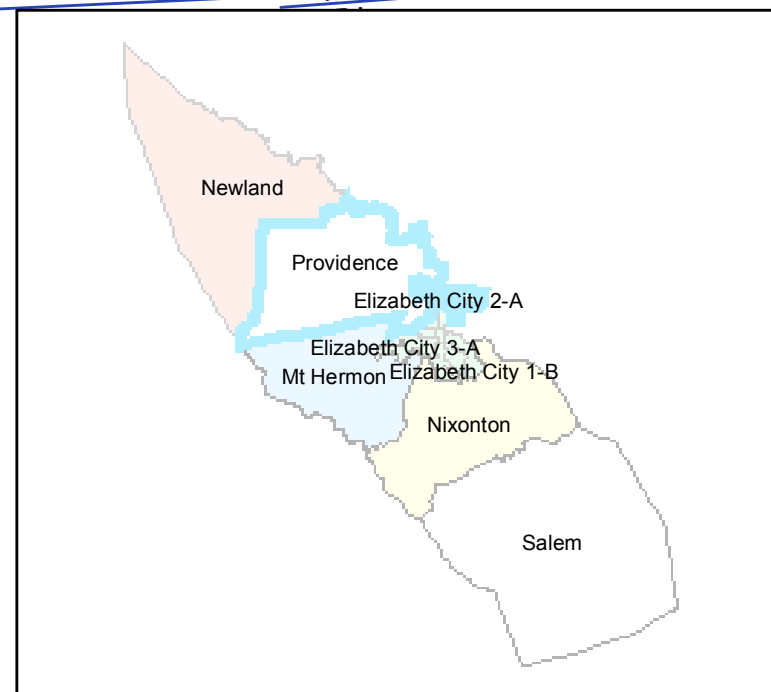 Newland
Providence
Elizabeth City 2-A
Elizabeth City 3-A
Mt Hermon
Elizabeth City 1-B
Nixonton
Salem